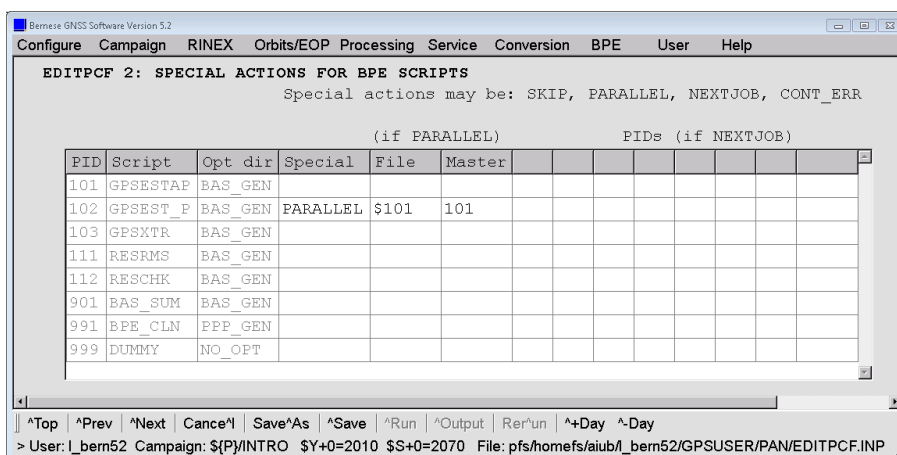 Bernese GNSS Software Version 5.2
Configure Campaign RINEX Orbits/EOP Processing Service Conversion BPE User Help
EDITPCF 2: SPECIAL ACTIONS FOR BPE SCRIPTS
Special actions may be: SKIP, PARALLEL, NEXTJOB, CONT_ERR
(if PARALLEL) PIDs (if NEXTJOB)
PID Script Opt dir Special File Master
101 GPSESTAP BAS_GEN
102 GPSEST_P BAS_GEN PARALLEL $101 101
103 GPSXTR BAS_GEN
111 RESRMS BAS_GEN
112 RESCHK BAS_GEN
901 BAS_SUM BAS_GEN
991 BPE_CLN PPP_GEN
999 DUMMY NO_OPT
^Top ^Prev ^Next Cance^l Save^As ^Save ^Run ^Output Rer^un ^+Day ^-Day
> User: l_bern52 Campaign: ${P}/INTRO $Y+0=2010 $S+0=2070 File: pfs/homefs/aiub/l_bern52/GPSUSER/PAN/EDITPCF.INP